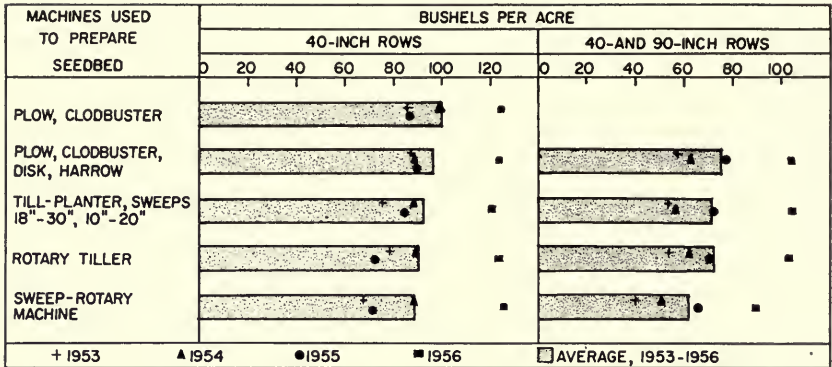 MACHINES USED
TO PREPARE
SEEDBED
BUSHELS PER ACRE
40-INCH ROWS
40-AND 90-INCH ROWS
0 20 40 60 80 100 120
0 20 40 60 80 100
PLOW, CLODBUSTER
PLOW, CLODBUSTER,
DISK, HARROW
TILL-PLANTER, SWEEPS
18"-30", 10"-20"
ROTARY TILLER
SWEEP-ROTARY
MACHINE
+ 1953 ▲ 1954 ● 1955 ■ 1956 AVERAGE, 1953-1956